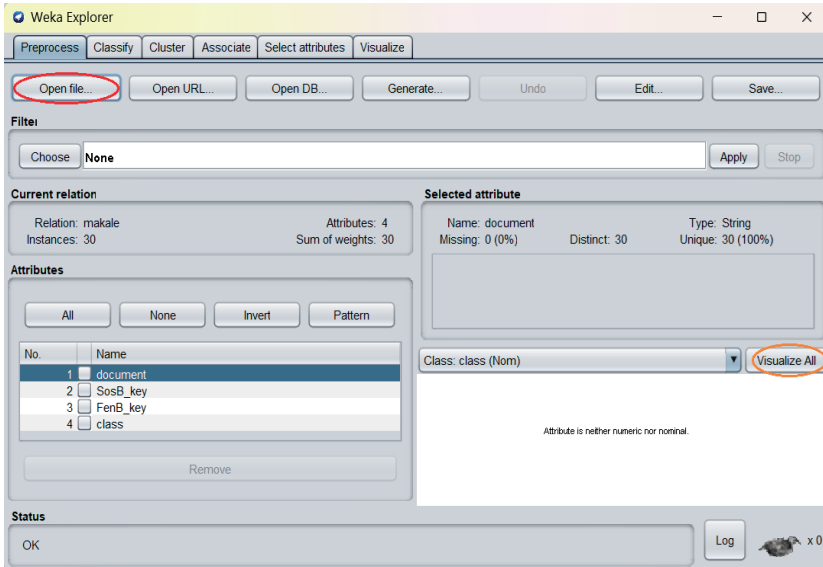 Weka Explorer
Preprocess Classify Cluster Associate Select attributes Visualize
Open file... Open URL... Open DB... Generate... Undo Edit... Save...
Filter
Choose None Apply Stop
Current relation
Relation: makale Attributes: 4
Instances: 30 Sum of weights: 30
Attributes
All None Invert Pattern
No. Name
1 document
2 SosB_key
3 FenB_key
4 class
Remove
Selected attribute
Name: document Type: String
Missing: 0 (0%) Distinct: 30 Unique: 30 (100%)
Class: class (Nom) Visualize All
Attribute is neither numeric nor nominal.
Status
OK Log x 0